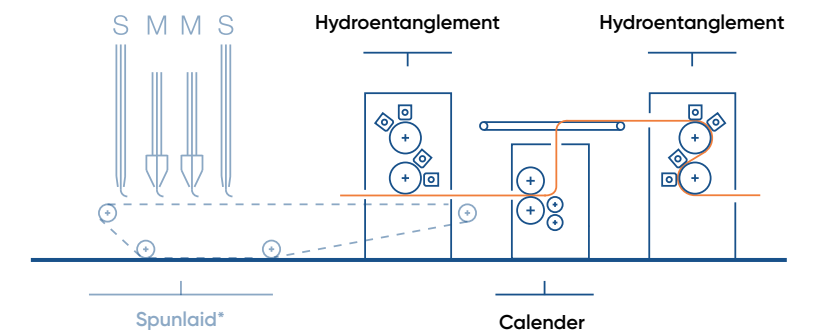 S M M S
Hydroentanglement
Hydroentanglement
Spunlaid*
Calender